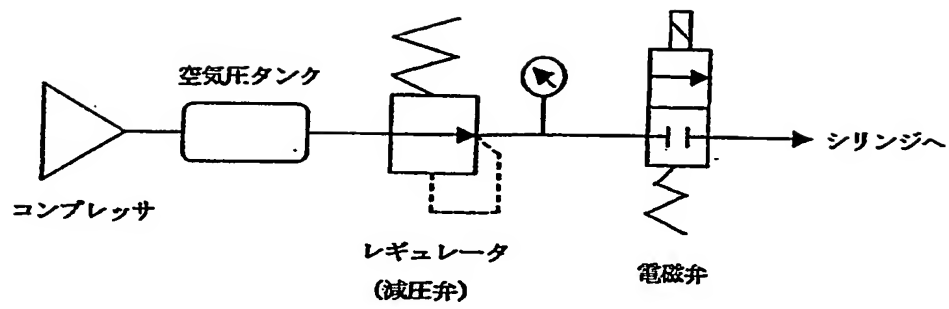 空気圧タンク
シリンジへ
コンプレッサ
レギュレータ
(減圧弁)
電磁弁